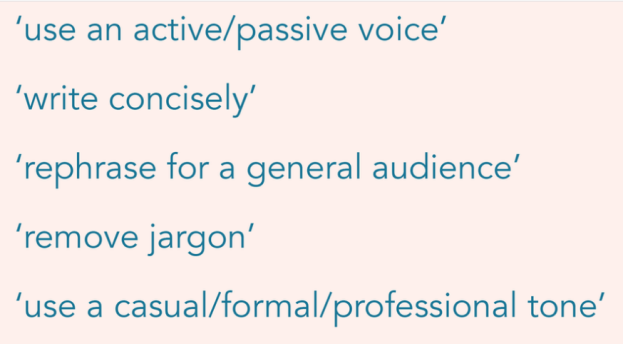 ‘use an active/passive voice’
‘write concisely’
‘rephrase for a general audience’
‘remove jargon’
‘use a casual/formal/professional tone’